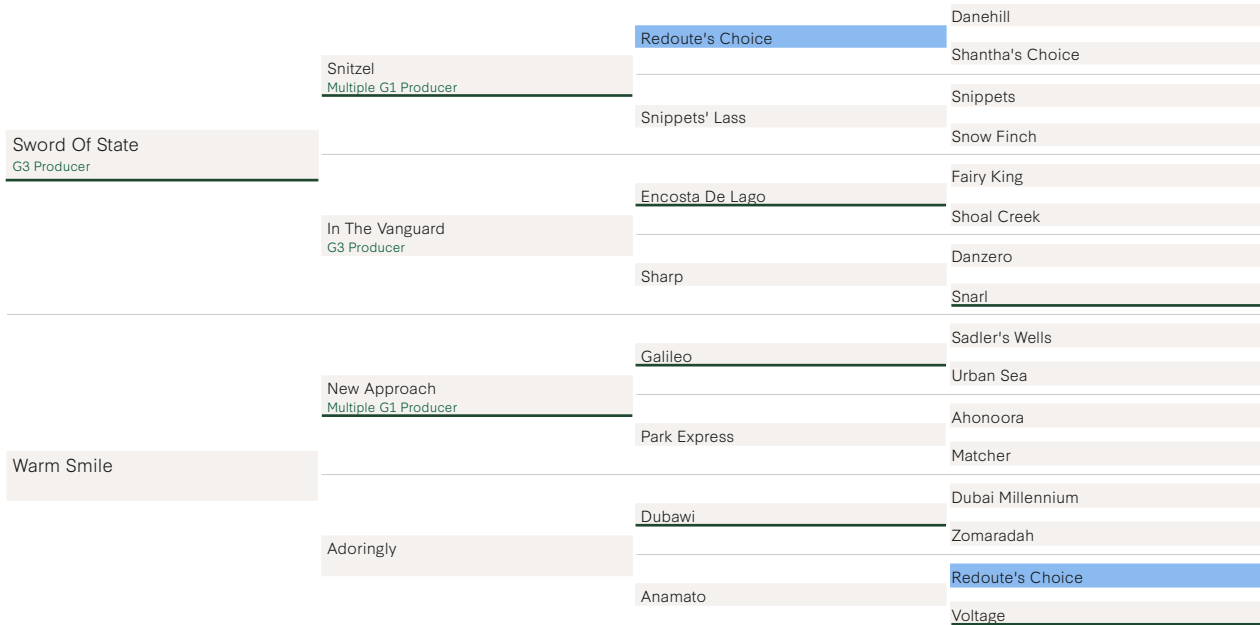 Sword Of State
G3 Producer
Warm Smile
Snitzel
Multiple G1 Producer
In The Vanguard
G3 Producer
New Approach
Multiple G1 Producer
Adoringly
Redoute's Choice
Snippets' Lass
Encosta De Lago
Sharp
Galileo
Park Express
Dubawi
Anamato
Danehill
Shantha's Choice
Snippets
Snow Finch
Fairy King
Shoal Creek
Danzero
Snarl
Sadler's Wells
Urban Sea
Ahonoora
Matcher
Dubai Millennium
Zomaradah
Redoute's Choice
Voltage